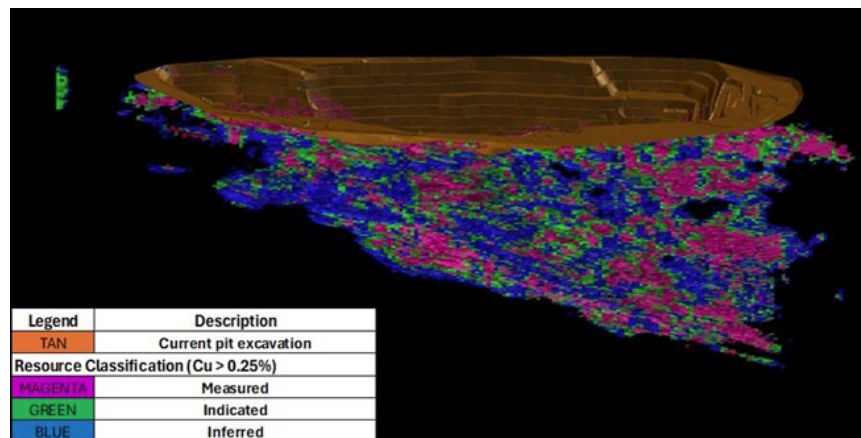 Legend Description
TAN Current pit excavation
Resource Classification (Cu > 0.25%)
MAGENTA Measured
GREEN Indicated
BLUE Inferred